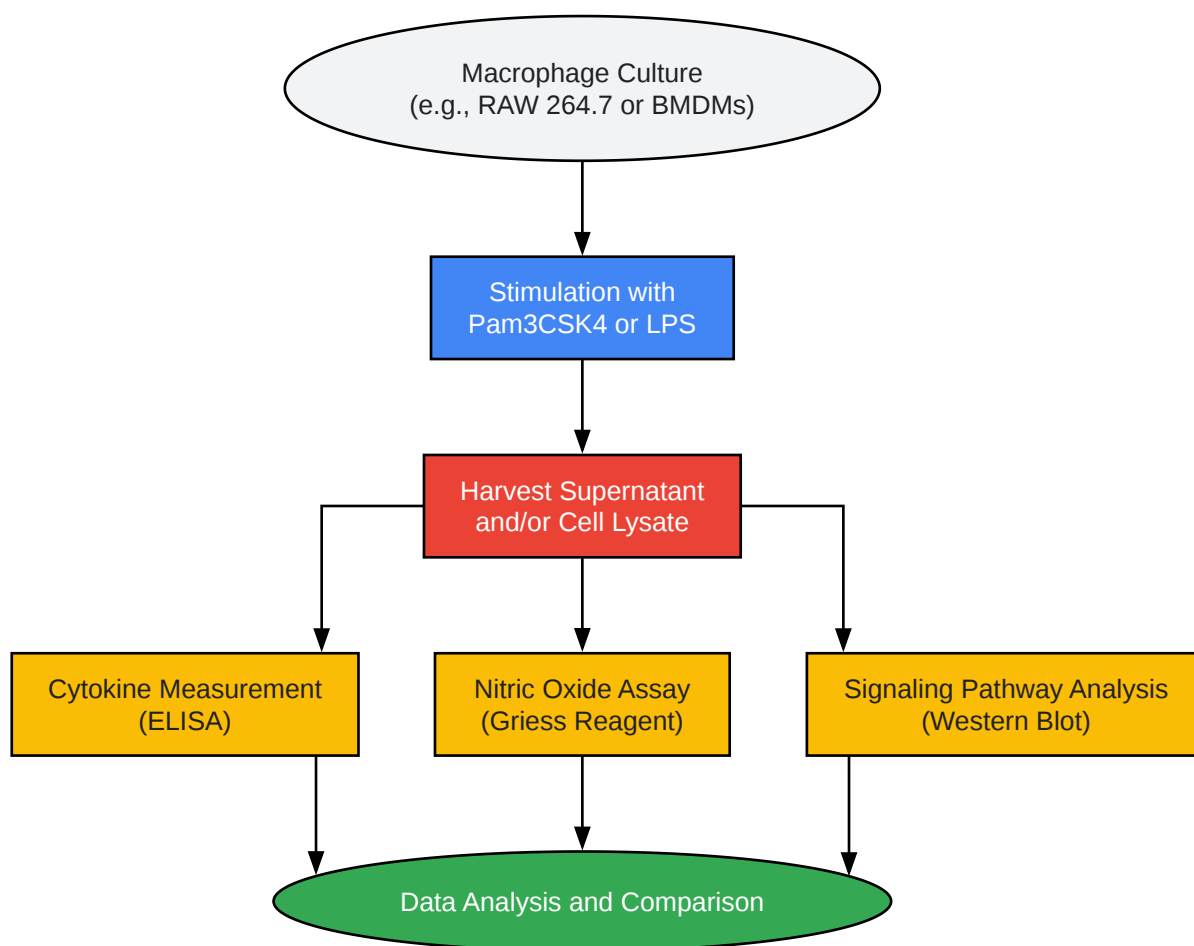 Macrophage Culture
(e.g., RAW 264.7 or BMDMs)
Stimulation with
Pam3CSK4 or LPS
Harvest Supernatant
and/or Cell Lysate
Cytokine Measurement
(ELISA)
Nitric Oxide Assay
(Griess Reagent)
Signaling Pathway Analysis
(Western Blot)
Data Analysis and Comparison